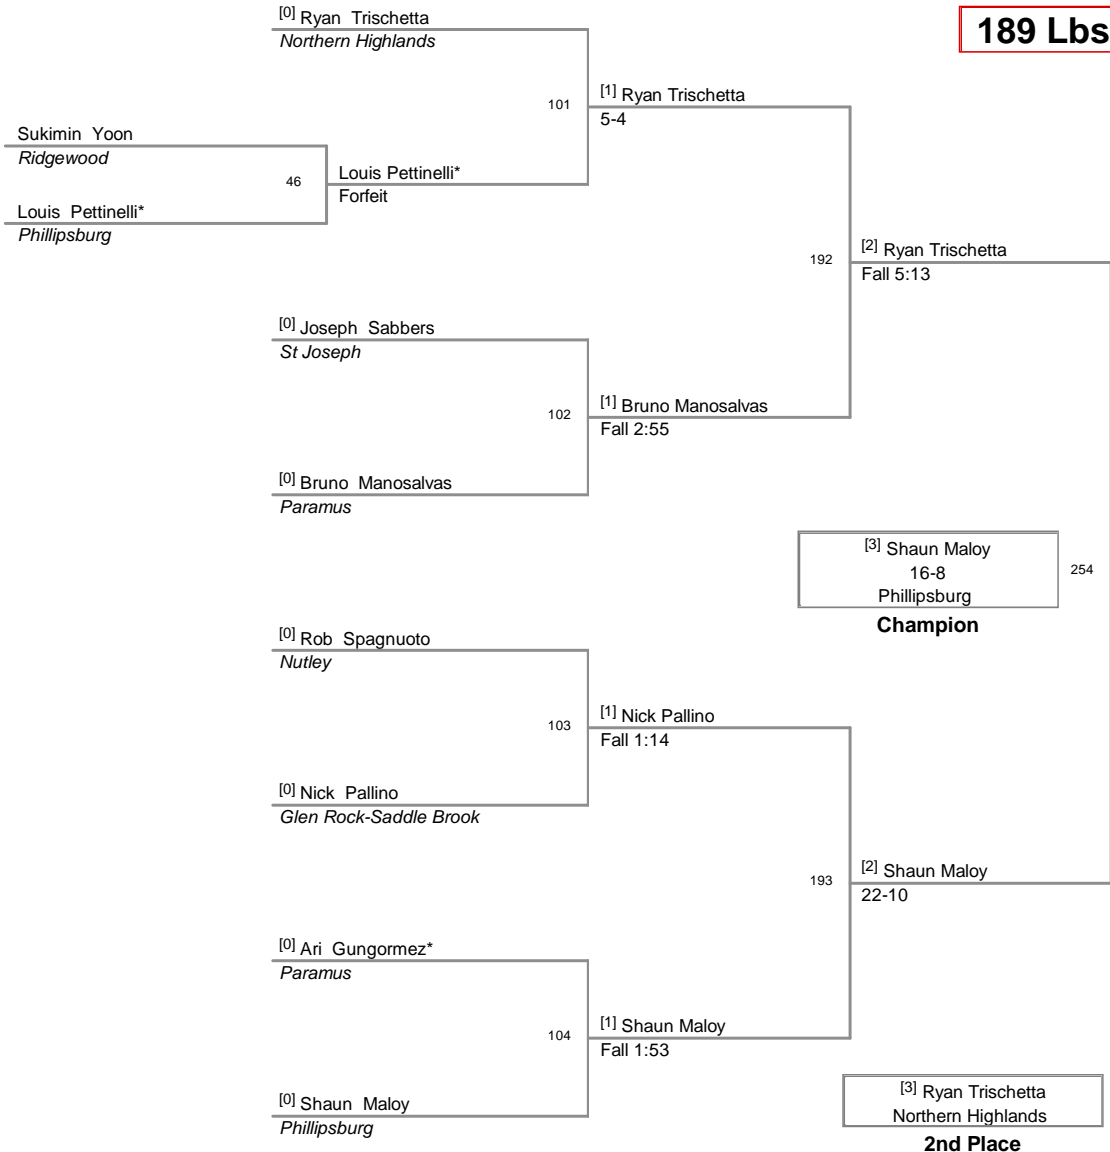 189 Lbs
[0] Ryan Trischetta
Northern Highlands
101
[1] Ryan Trischetta
5-4
Sukimin Yoon
Ridgewood
46
Louis Pettinelli*
Forfeit
Louis Pettinelli*
Phillipsburg
192
[2] Ryan Trischetta
Fall 5:13
[0] Joseph Sabbers
St Joseph
102
[1] Bruno Manosalvas
Fall 2:55
[0] Bruno Manosalvas
Paramus
[3] Shaun Maloy
16-8
Phillipsburg
254
Champion
[0] Rob Spagnuoto
Nutley
103
[1] Nick Pallino
Fall 1:14
[0] Nick Pallino
Glen Rock-Saddle Brook
193
[2] Shaun Maloy
22-10
[0] Ari Gungormez*
Paramus
104
[1] Shaun Maloy
Fall 1:53
[0] Shaun Maloy
Phillipsburg
[3] Ryan Trischetta
Northern Highlands
2nd Place